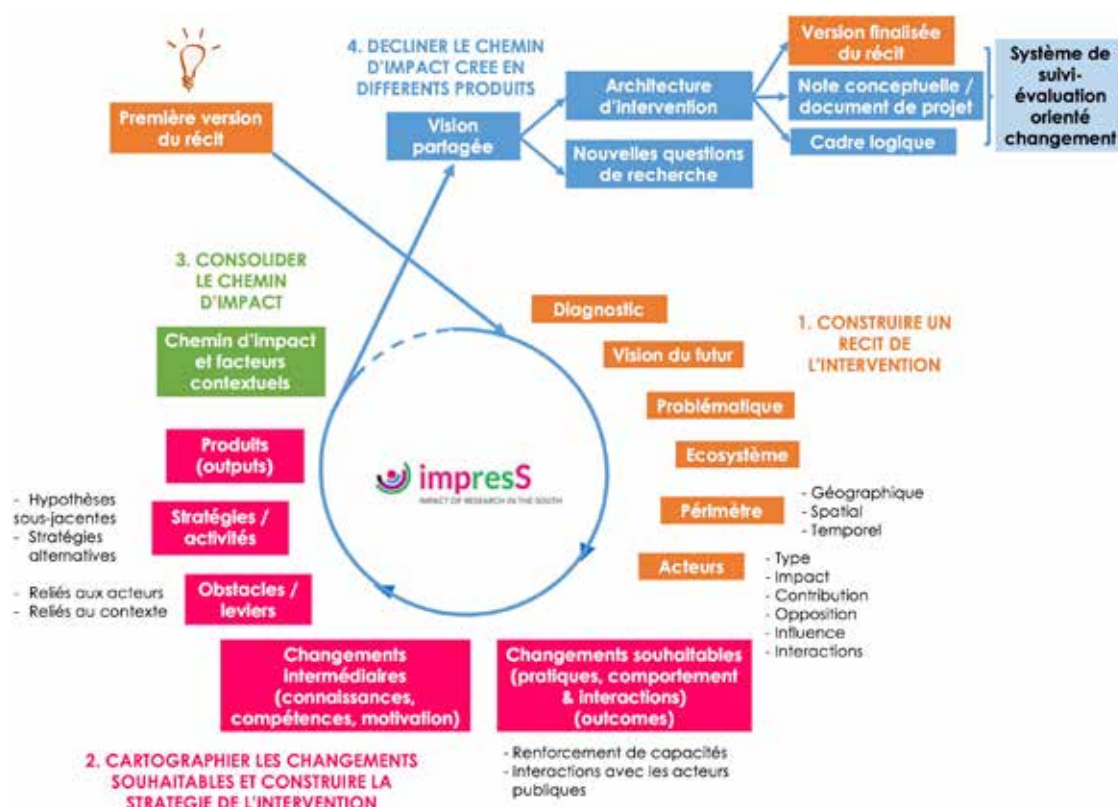 Première version
du récit
4. DECLINER LE CHEMIN
D'IMPACT CREE EN
DIFFERENTS PRODUITS
Vision
partagée
Architecture
d'intervention
Nouvelles questions
de recherche
Version finalisée
du récit
Note conceptuelle /
document de projet
Cadre logique
Système de
suivi-
évaluation
orienté
changement
1. CONSTRUIRE UN
RECIT DE
L'INTERVENTION
Diagnostic
Vision du futur
Problématique
Ecosystème
Périmètre
- Géographique
- Spatial
- Temporel
Acteurs
- Type
- Impact
- Contribution
- Opposition
- Influence
- Interactions
Changements souhaitables
(pratiques, comportement
& interactions)
(outcomes)
- Renforcement de capacités
- Interactions avec les acteurs
publiques
Changements
intermédiaires
(connaissances,
compétences, motivation)
2. CARTOGRAPHIER LES CHANGEMENTS
SOUHAITABLES ET CONSTRUIRE LA
STRATEGIE DE L'INTERVENTION
Obstacles /
leviers
- Reliés aux acteurs
- Reliés au contexte
Stratégies /
activités
- Hypothèses
sous-jacentes
- Stratégies
alternatives
Produits
(outputs)
3. CONSOLIDER
LE CHEMIN
D'IMPACT
Chemin d'impact
et facteurs
contextuels
impresS
IMPACT OF RESEARCH IN THE SOUTH